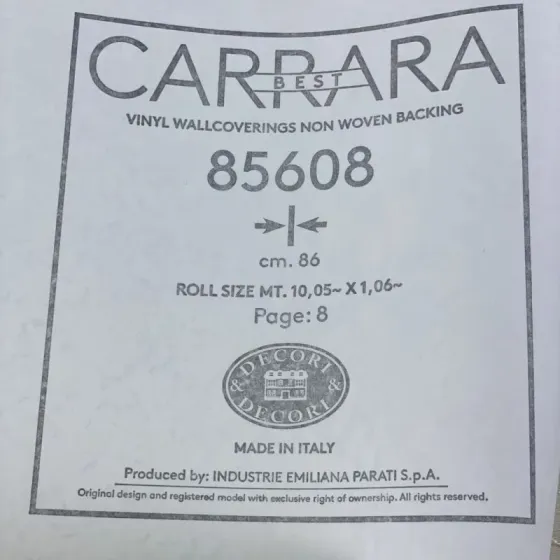 CARRARA
BEST
VINYL WALLCOVERINGS NON WOVEN BACKING
85608
cm. 86
ROLL SIZE MT. 10,05~ X 1,06~
Page: 8
DECORI
& &
DECORI
MADE IN ITALY
Produced by: INDUSTRIE EMILIANA PARATI S.p.A.
Original design and registered model with exclusive right of ownership. All rights reserved.